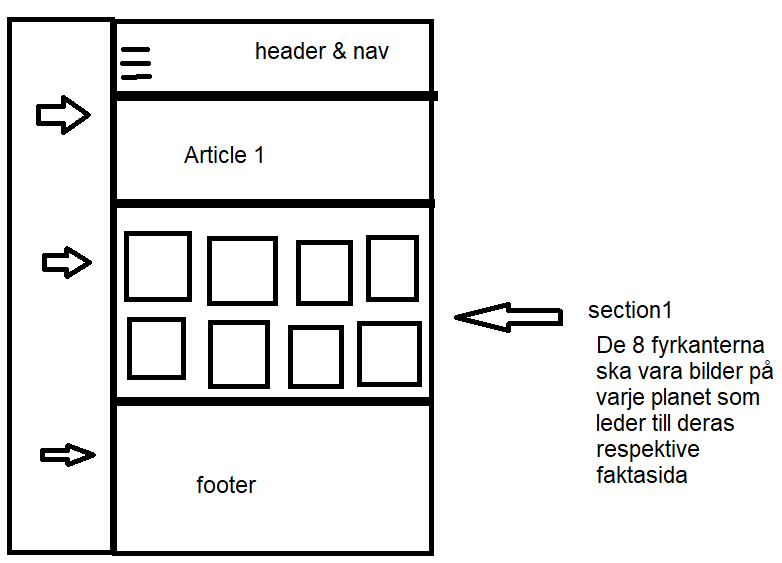 header & nav
Article 1
section1
De 8 fyrkanterna
ska vara bilder på
varje planet som
leder till deras
respektive
faktasida
footer